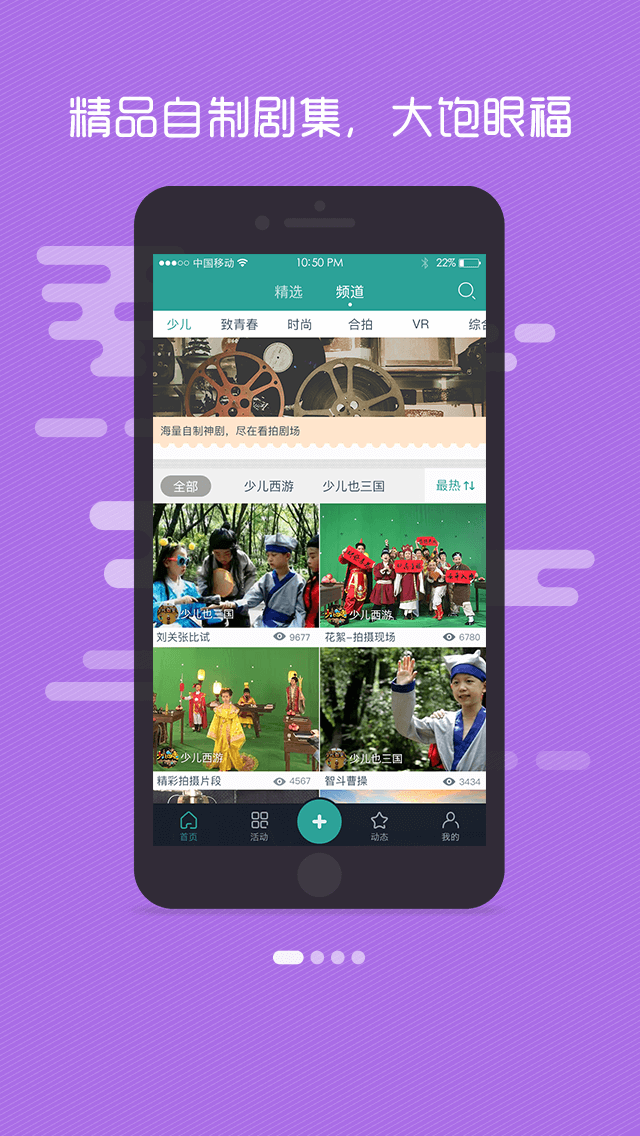 精品自制剧集，大饱眼福
中国移动 10:50 PM 22%
精选 频道
少儿 致青春 时尚 合拍 VR 综合
海量自制神剧，尽在看拍剧场
全部 少儿西游 少儿也三国 最热
少儿也三国 少儿西游
刘关张比试 9677 花絮-拍摄现场 6780
少儿西游 少儿也三国
精彩拍摄片段 4567 智斗曹操 3434
首页 活动 动态 我的